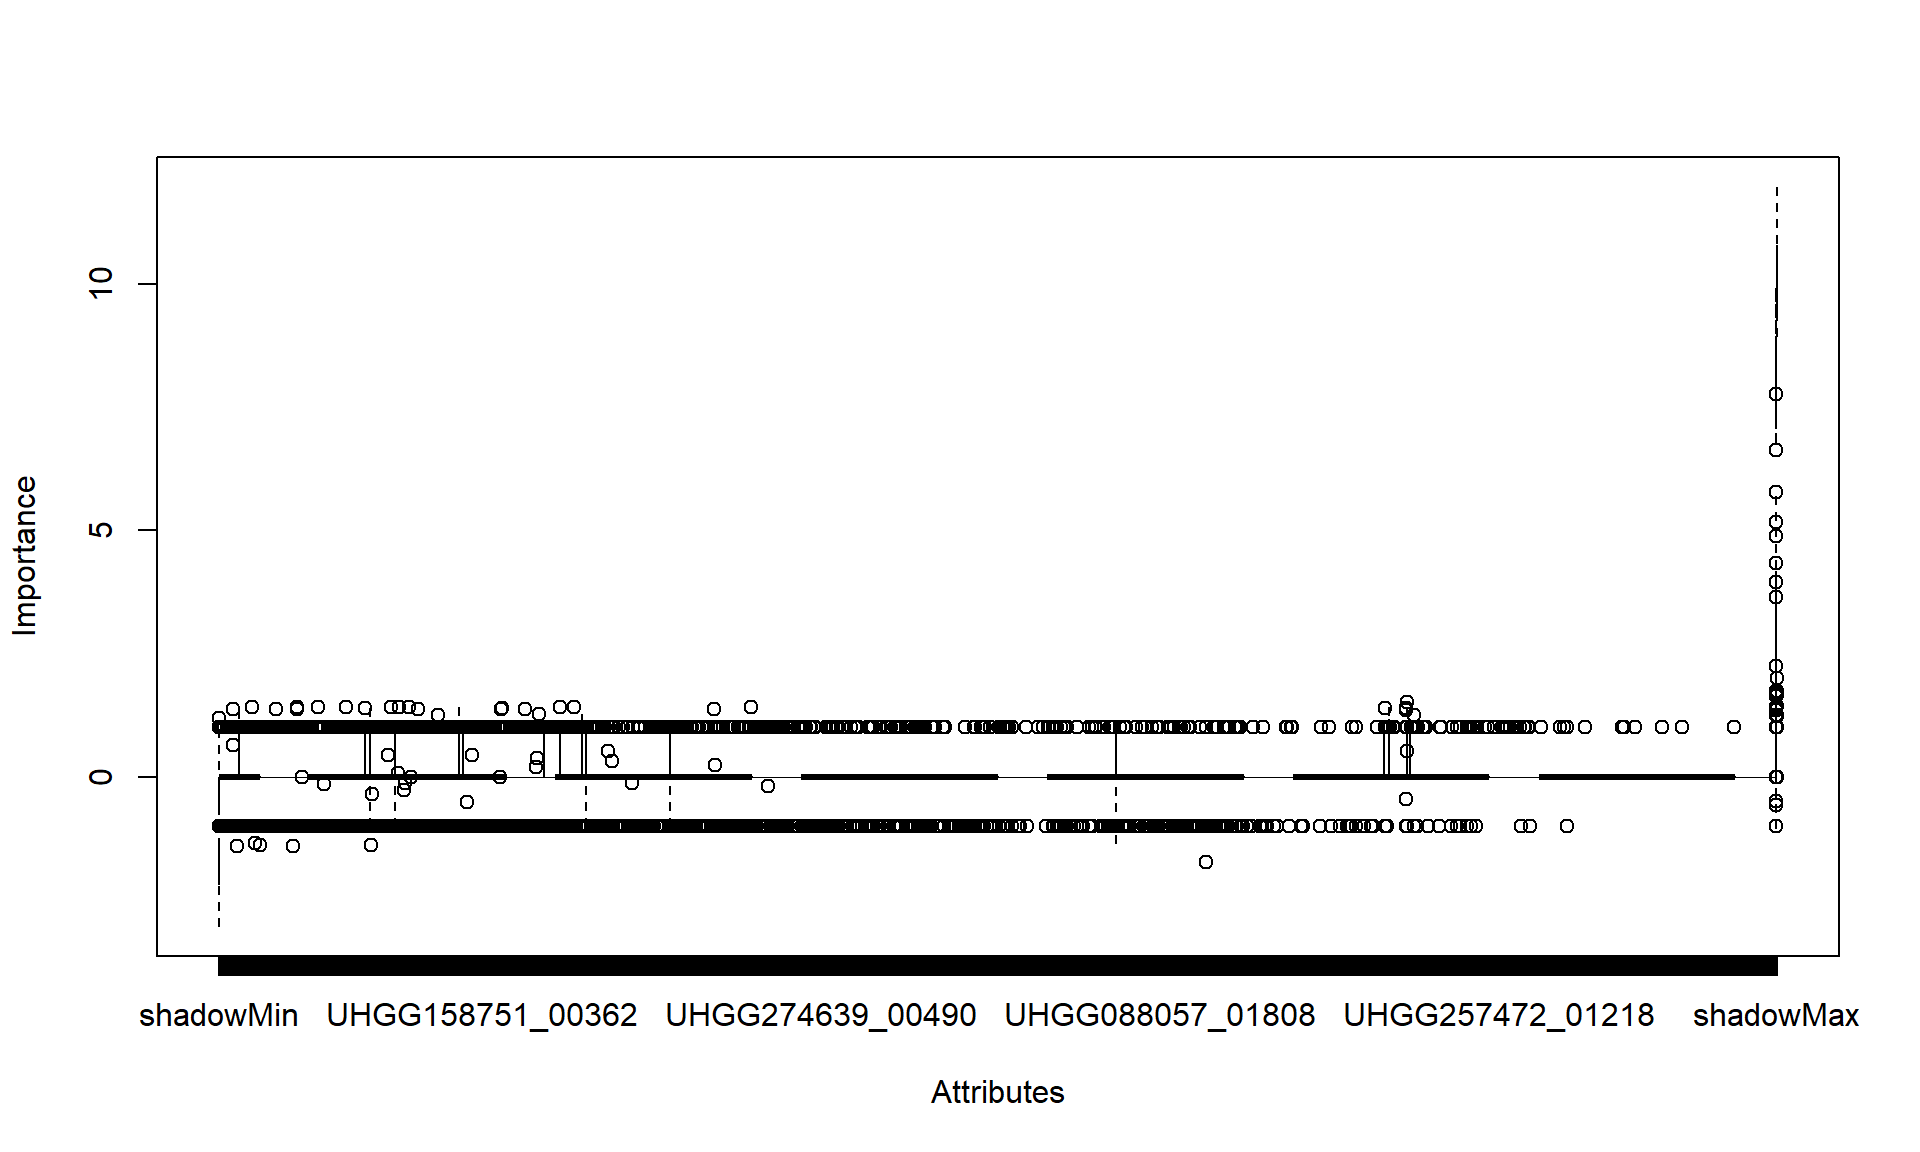 10
5
0
Importance
shadowMin UHGG158751_00362 UHGG274639_00490 UHGG088057_01808 UHGG257472_01218 shadowMax
Attributes